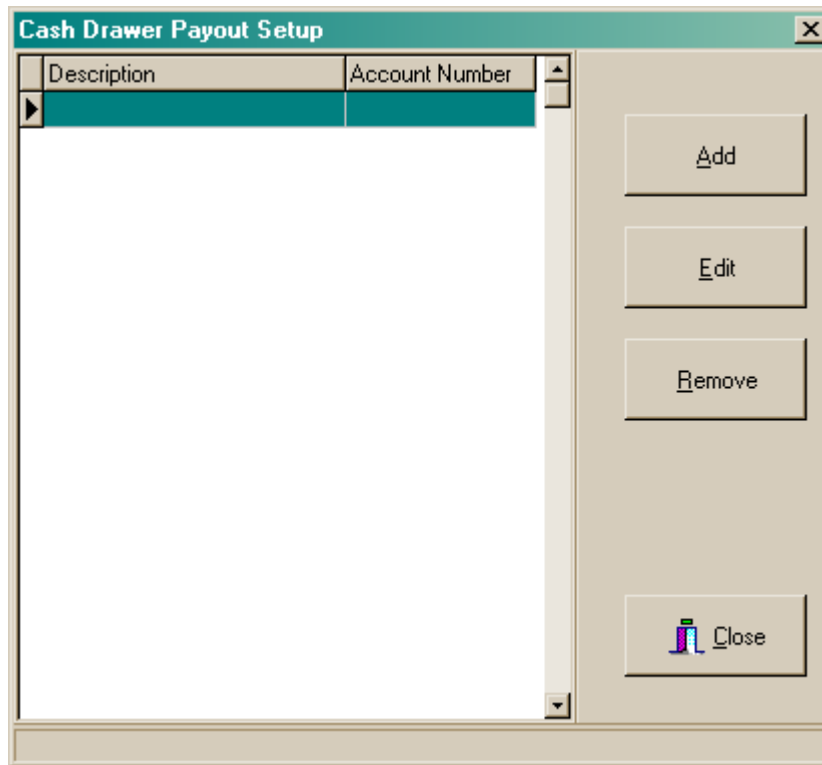 Cash Drawer Payout Setup
Description Account Number
Add
Edit
Remove
Close